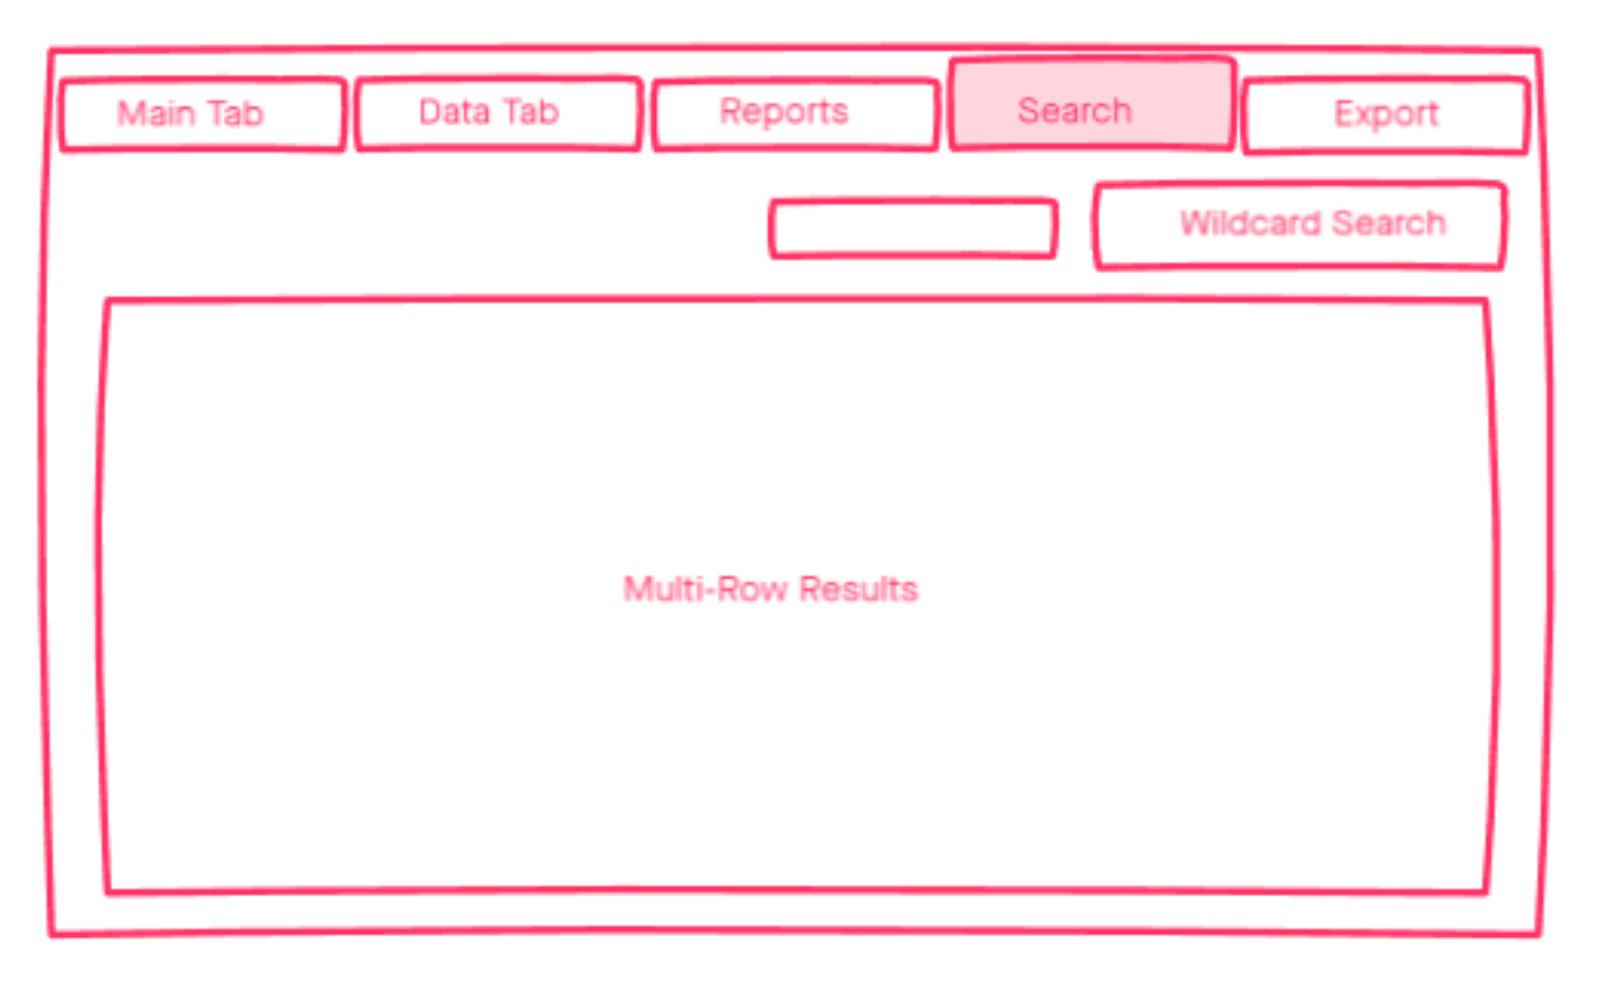 Main Tab
Data Tab
Reports
Search
Export
Wildcard Search
Multi-Row Results